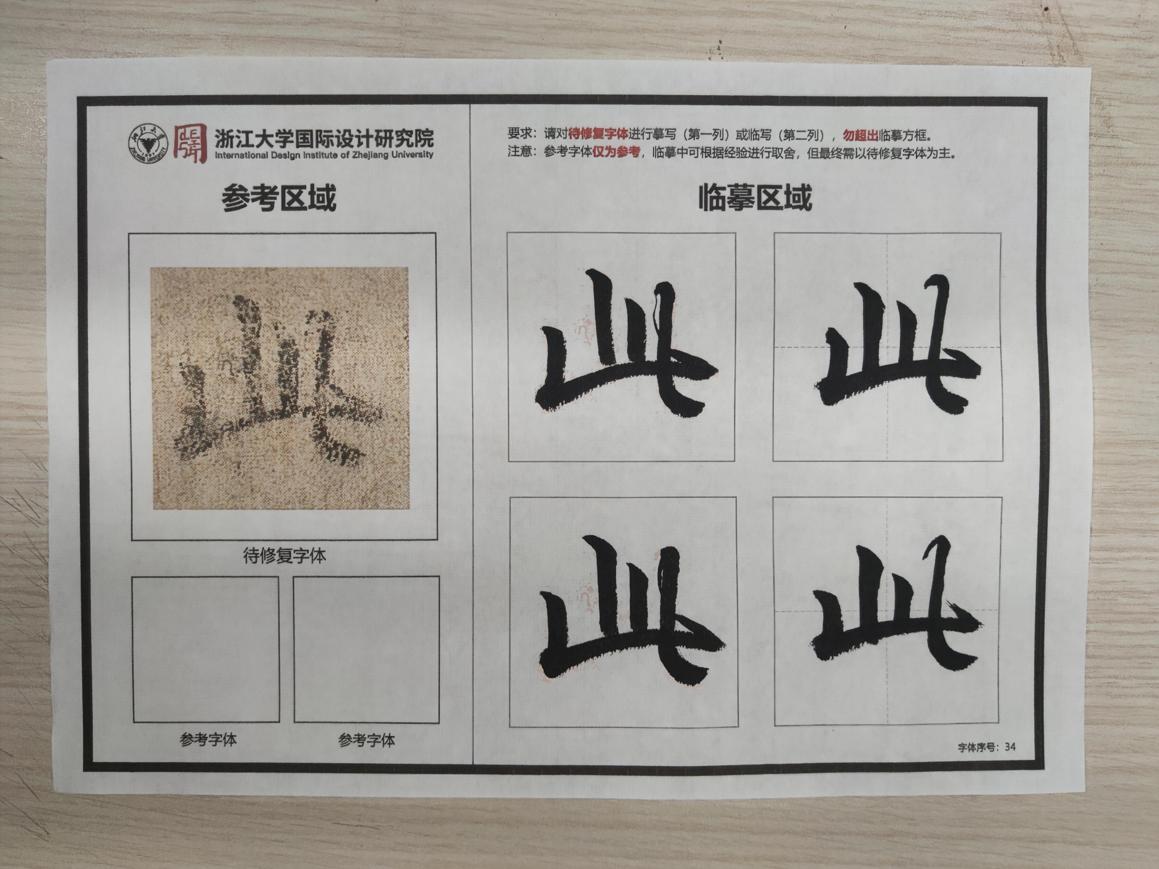 浙江大学国际设计研究院
International Design Institute of Zhejiang University
要求：请对待修复字体进行摹写（第一列）或临写（第二列），勿超出临摹方框。
注意：参考字体仅为参考，临摹中可根据经验进行取舍，但最终需以待修复字体为主。
参考区域
临摹区域
此
此 此
待修复字体
此 此
参考字体 参考字体
字体序号：34